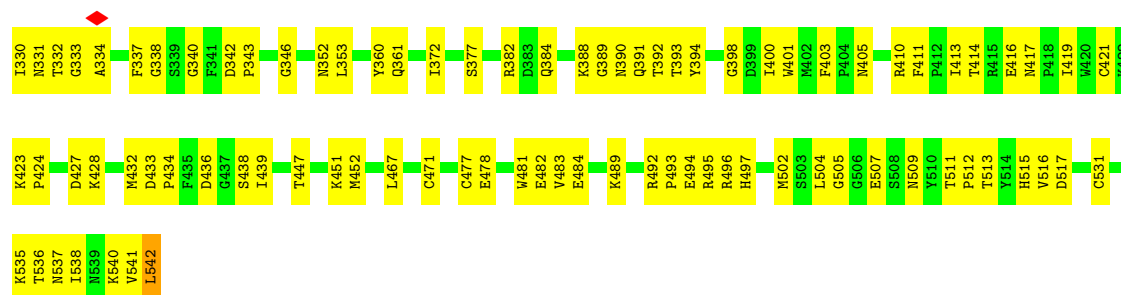 I330 N331 T332 G333 A334 F337 G338 S339 G340 F341 D342 P343 G346 N352 L353 Y360 Q361 I372 S377 R382 D383 Q384 K388 G389 N390 Q391 T392 T393 Y394 G398 D399 I400 W401 M402 F403 P404 N405 R410 F411 P412 I413 T414 R415 E416 N417 P418 I419 W420 C421
K423 P424 D427 K428 M432 D433 P434 F435 D436 G437 S438 I439 T447 K451 M452 L467 C471 C477 E478 W481 E482 V483 E484 K489 R492 P493 E494 R495 R496 H497 M502 S503 L504 G505 G506 E507 S508 N509 Y510 T511 P512 T513 Y514 H515 V516 D517 C531
K535 T536 N537 I538 N539 K540 V541 L542